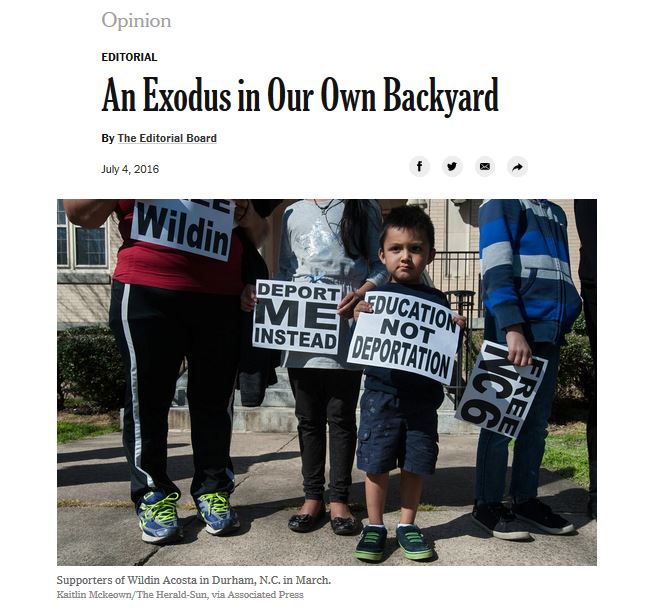 Opinion
EDITORIAL
An Exodus in Our Own Backyard
By The Editorial Board
July 4, 2016
Wildin
DEPORT
ME
INSTEAD
EDUCATION
NOT
DEPORTATION
FREE
NC6
Supporters of Wildin Acosta in Durham, N.C. in March.
Kaitlin Mckeown/The Herald-Sun, via Associated Press